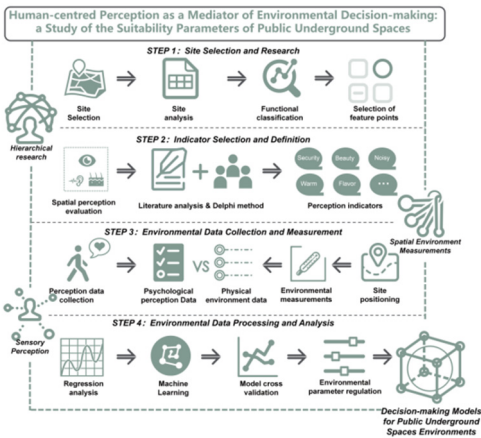 Human-centred Perception as a Mediator of Environmental Decision-making:
a Study of the Suitability Parameters of Public Underground Spaces
STEP 1: Site Selection and Research
Site
Selection
Site
analysis
Functional
classification
Selection of
feature points
Hierarchical
research
STEP 2: Indicator Selection and Definition
Security
Beauty
Noisy
Warm
Flavor
...
Spatial perception
evaluation
Literature analysis & Delphi method
Perception indicators
Spatial Environment
Measurements
STEP 3: Environmental Data Collection and Measurement
VS
Perception data
collection
Psychological
perception Data
Physical
environment data
Environmental
measurements
Site
positioning
Sensory
Perception
STEP 4: Environmental Data Processing and Analysis
Regression
analysis
Machine
Learning
Model cross
validation
Environmental
parameter regulation
Decision-making Models
for Public Underground
Spaces Environments